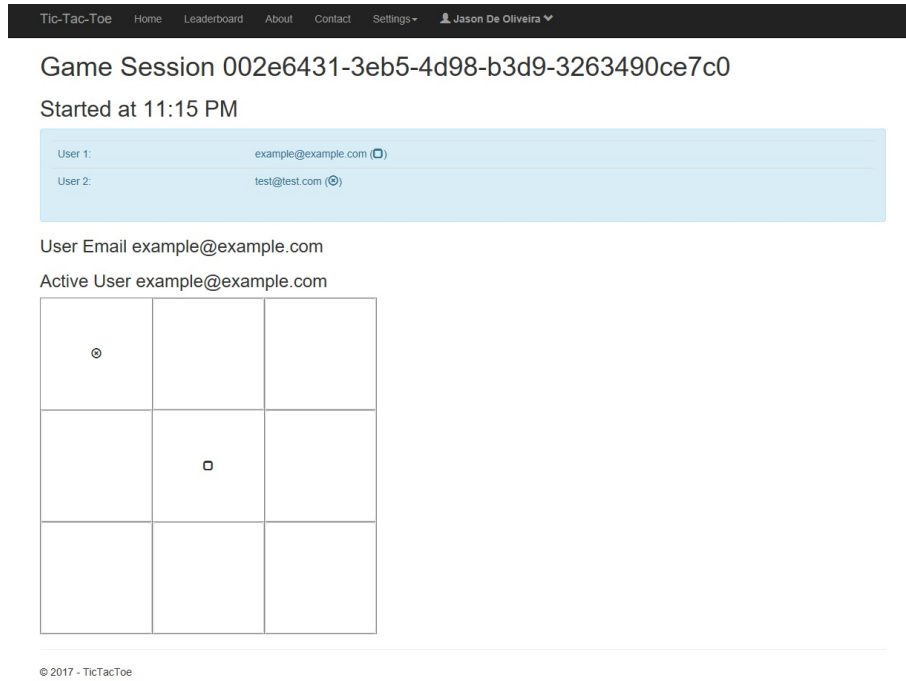 Tic-Tac-Toe Home Leaderboard About Contact Settings Jason De Oliveira
Game Session 002e6431-3eb5-4d98-b3d9-3263490ce7c0
Started at 11:15 PM
User 1: example@example.com ()
User 2: test@test.com ()
User Email example@example.com
Active User example@example.com
© 2017 - TicTacToe